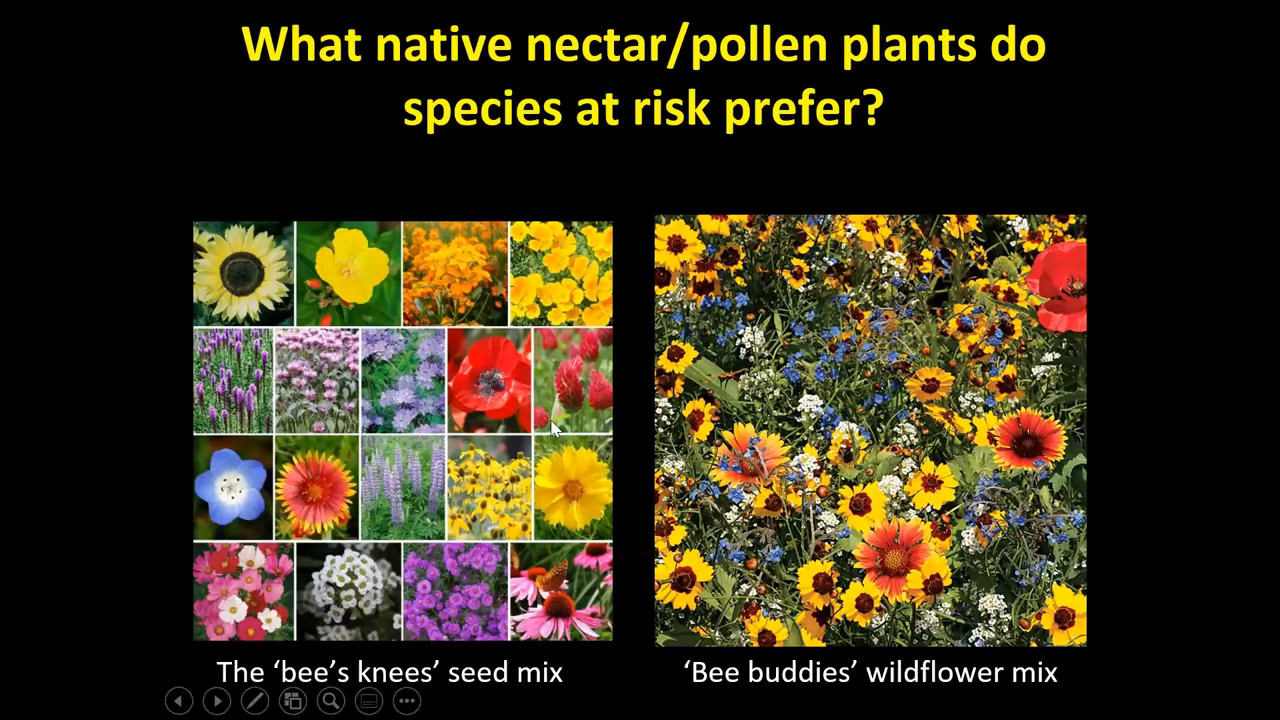 What native nectar/pollen plants do
species at risk prefer?
The ‘bee’s knees’ seed mix
‘Bee buddies’ wildflower mix